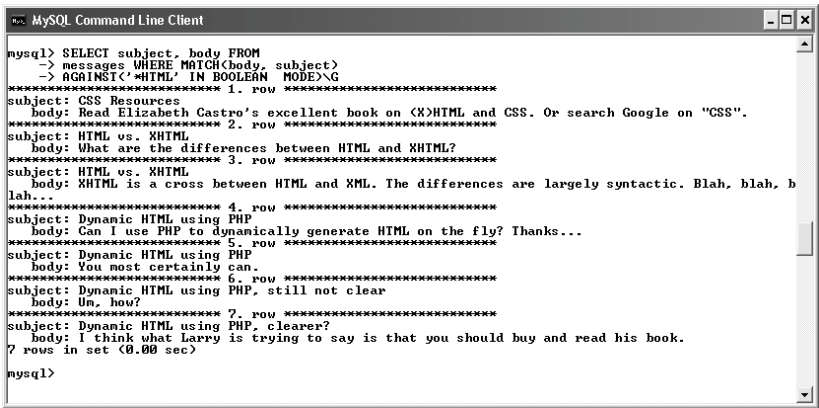 MySQL Command Line Client
mysql> SELECT subject, body FROM
-> messages WHERE MATCH(body, subject)
-> AGAINST('*HTML' IN BOOLEAN MODE)\G
*************************** 1. row ***************************
subject: CSS Resources
body: Read Elizabeth Castro's excellent book on (X)HTML and CSS. Or search Google on "CSS".
*************************** 2. row ***************************
subject: HTML vs. XHTML
body: What are the differences between HTML and XHTML?
*************************** 3. row ***************************
subject: HTML vs. XHTML
body: XHTML is a cross between HTML and XML. The differences are largely syntactic. Blah, blah, b
lah...
*************************** 4. row ***************************
subject: Dynamic HTML using PHP
body: Can I use PHP to dynamically generate HTML on the fly? Thanks...
*************************** 5. row ***************************
subject: Dynamic HTML using PHP
body: You most certainly can.
*************************** 6. row ***************************
subject: Dynamic HTML using PHP, still not clear
body: Um, how?
*************************** 7. row ***************************
subject: Dynamic HTML using PHP, clearer?
body: I think what Larry is trying to say is that you should buy and read his book.
7 rows in set (0.00 sec)
mysql>